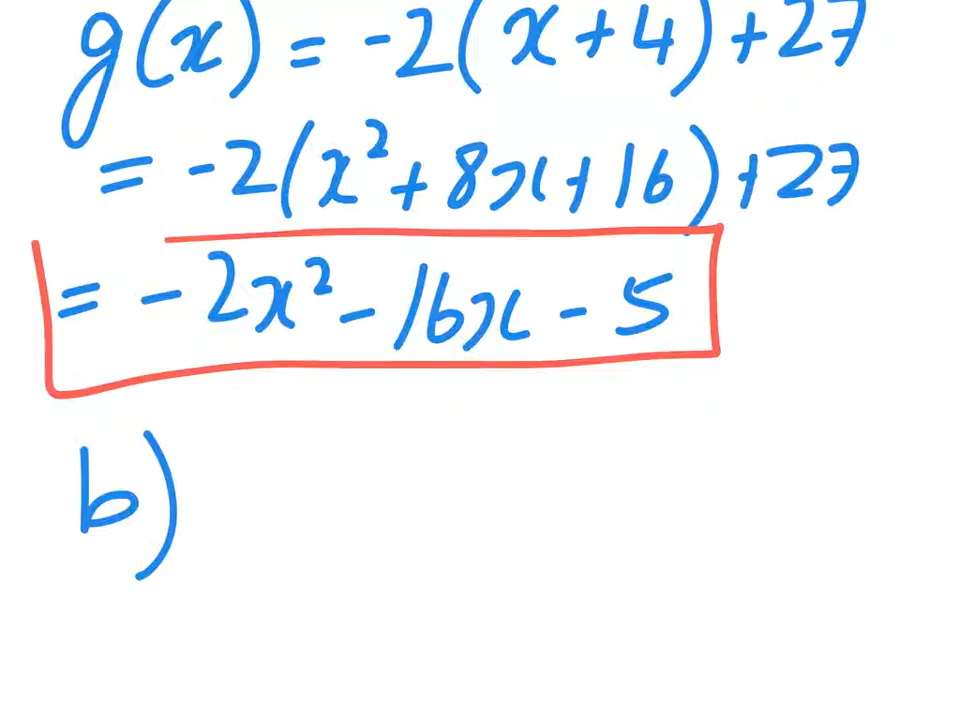 g(x) = -2(x+4)+27
= -2(x²+8x+16)+27
= -2x²-16x-5
b)